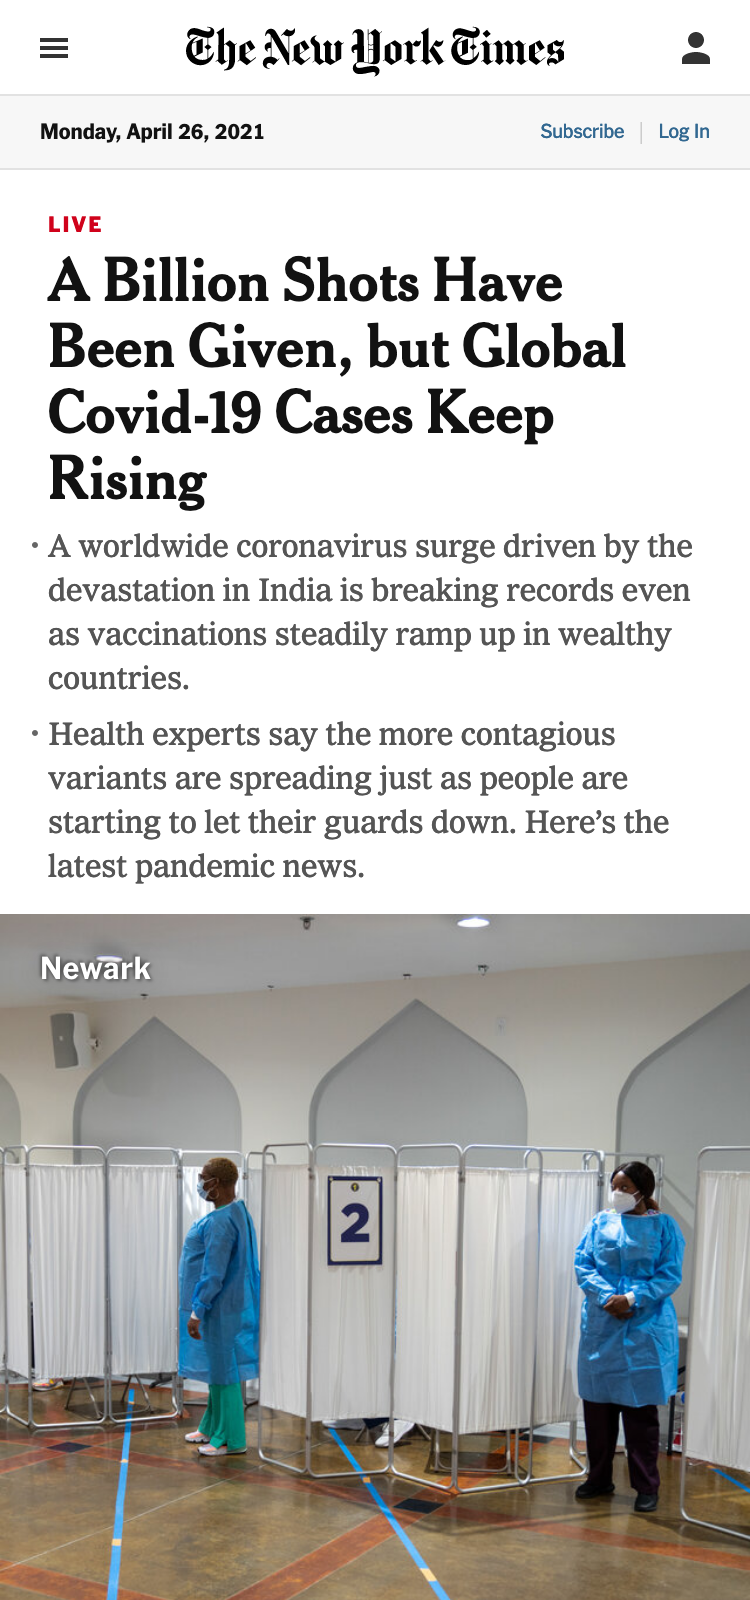 The New York Times
Monday, April 26, 2021
Subscribe
Log In
LIVE
A Billion Shots Have
Been Given, but Global
Covid-19 Cases Keep
Rising
• A worldwide coronavirus surge driven by the
devastation in India is breaking records even
as vaccinations steadily ramp up in wealthy
countries.
• Health experts say the more contagious
variants are spreading just as people are
starting to let their guards down. Here’s the
latest pandemic news.
Newark
2